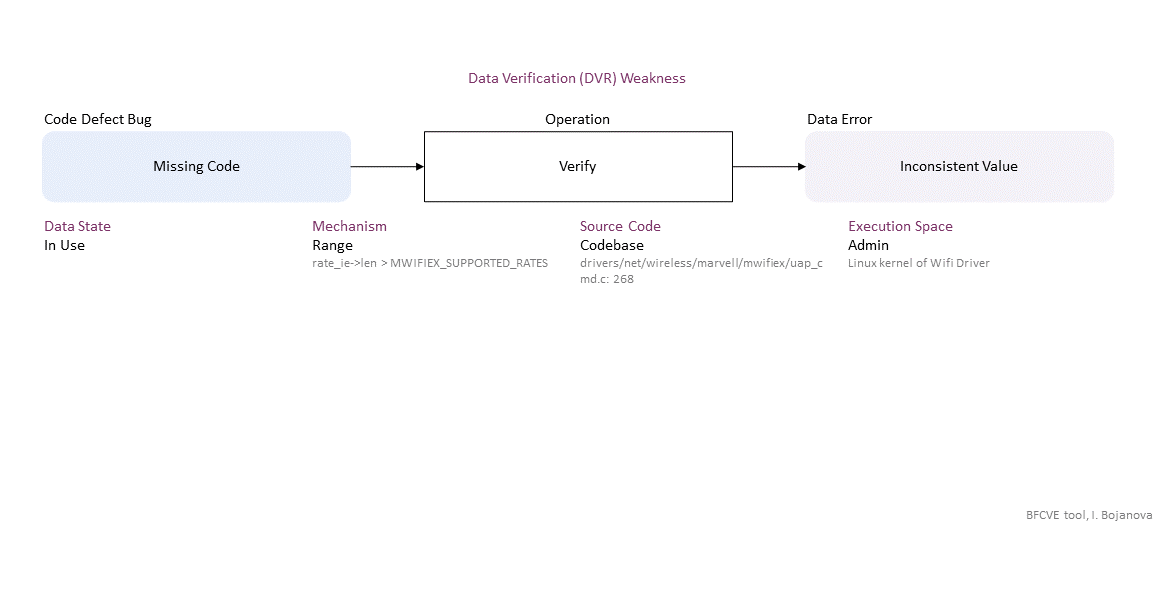 Data Verification (DVR) Weakness
Code Defect Bug
Operation
Data Error
Missing Code
Verify
Inconsistent Value
Data State
In Use
Mechanism
Range
rate_ie->len > MWIFIEX_SUPPORTED_RATES
Source Code
Codebase
drivers/net/wireless/marvell/mwifiex/uap_c
md.c: 268
Execution Space
Admin
Linux kernel of Wifi Driver
BFCVE tool, I. Bojanova